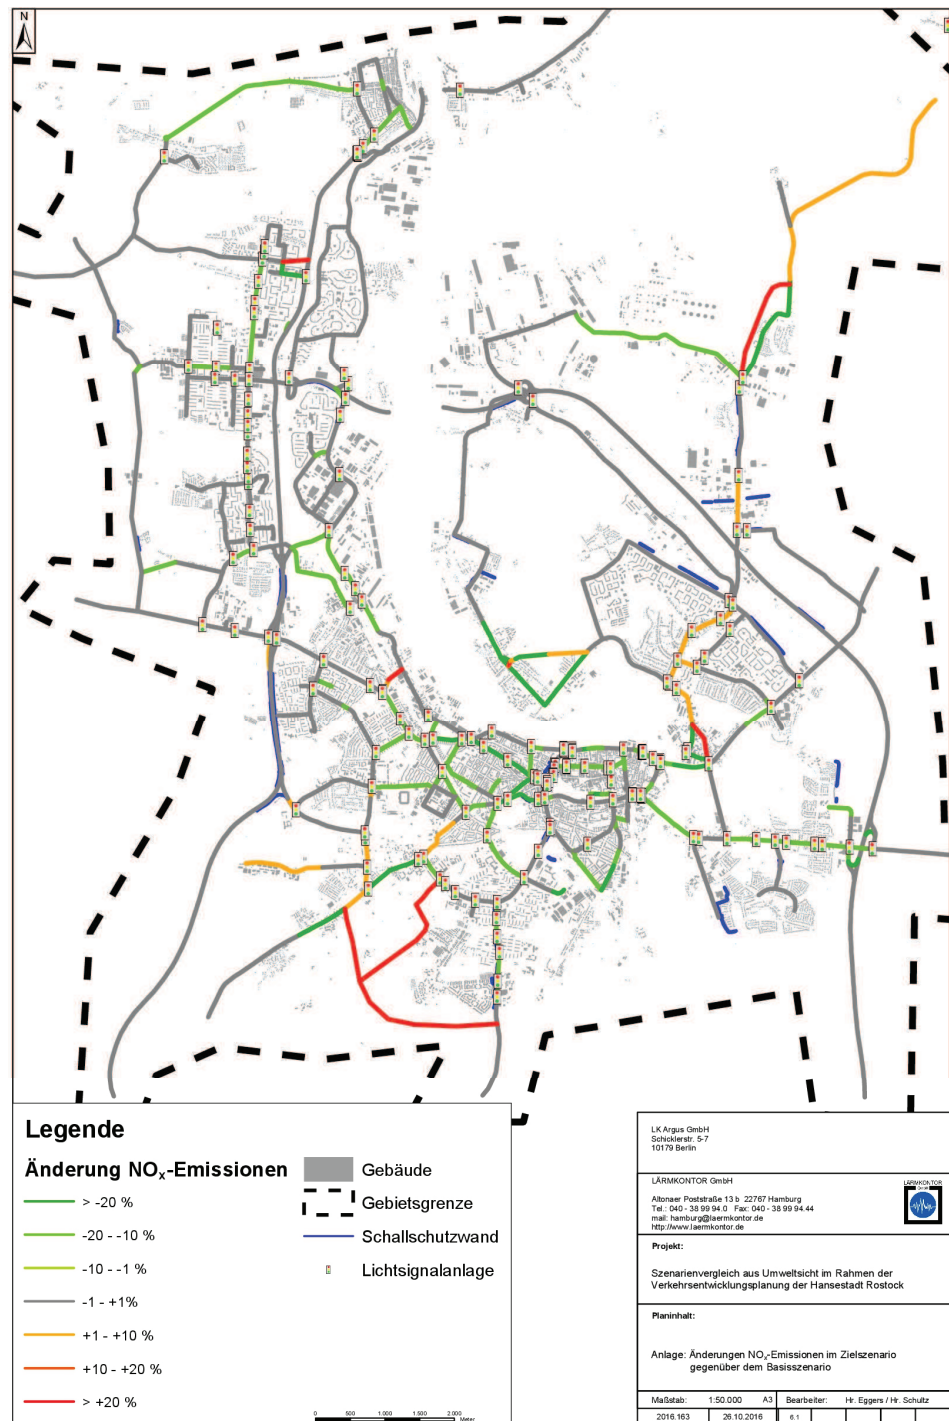 N
Legende
Änderung NOx-Emissionen
> -20 %
-20 - -10 %
-10 - -1 %
-1 - +1%
+1 - +10 %
+10 - +20 %
> +20 %
Gebäude
Gebietsgrenze
Schallschutzwand
Lichtsignalanlage
0 500 1.000 1.500 2.000
Meter
LK Argus GmbH
Schicklerstr. 5-7
10179 Berlin
LÄRMKONTOR GmbH
Altonaer Poststraße 13 b 22767 Hamburg
Tel.: 040 - 38 99 94.0 Fax: 040 - 38 99 94.44
mail: hamburg@laermkontor.de
http://www.laermkontor.de
LÄRMKONTOR
GmbH
Projekt:
Szenarienvergleich aus Umweltsicht im Rahmen der
Verkehrsentwicklungsplanung der Hansestadt Rostock
Planinhalt:
Anlage: Änderungen NOx-Emissionen im Zielszenario
gegenüber dem Basisszenario
Maßstab: 1:50.000 A3 Bearbeiter: Hr. Eggers / Hr. Schultz
2016.163 26.10.2016 6.1